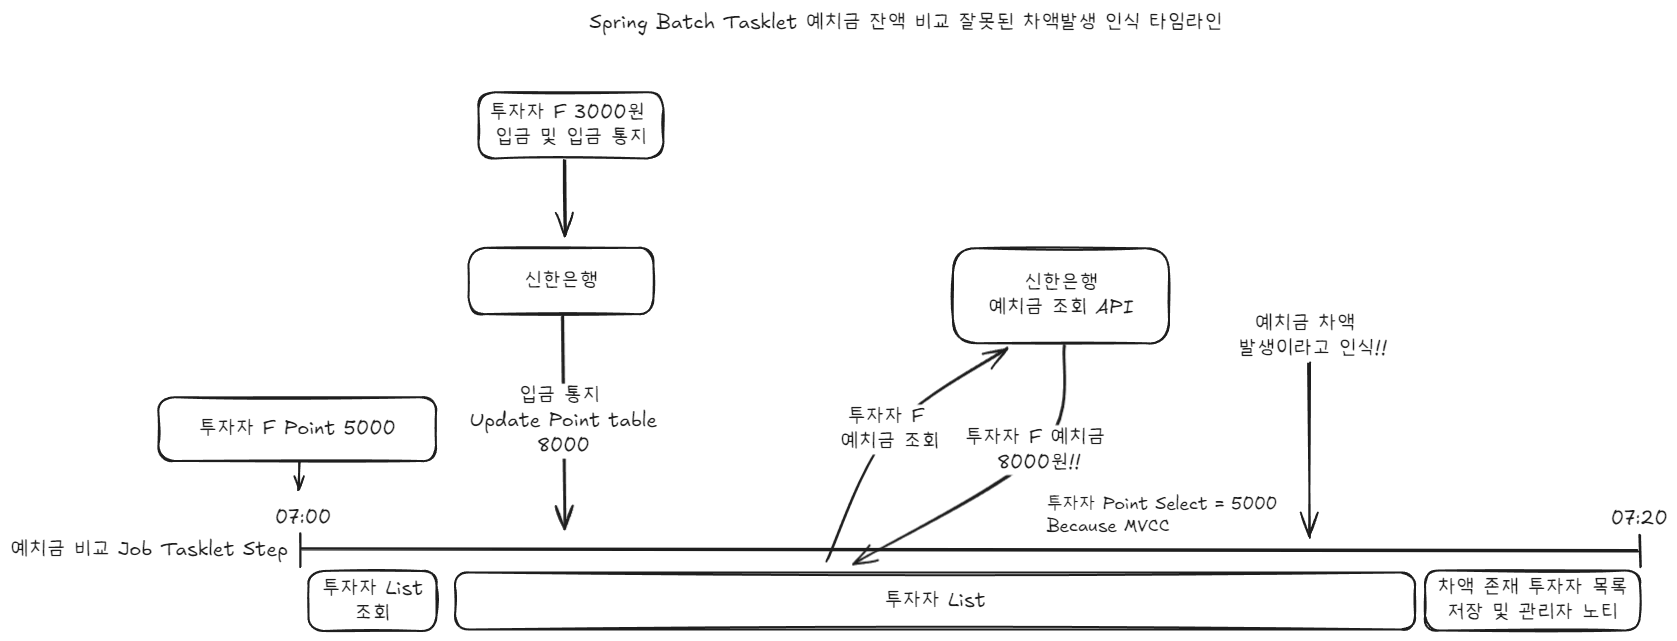 Spring Batch Tasklet 예치금 잔액 비교 잘못된 차액발생 인식 타임라인
투자자 F 3000원
입금 및 입금 통지
신한은행
신한은행
예치금 조회 API
예치금 차액
발생이라고 인식!!
입금 통지
Update Point table
8000
투자자 F Point 5000
투자자 F
예치금 조회
투자자 F 예치금
8000원!!
투자자 Point Select = 5000
Because MVCC
07:00
07:20
예치금 비교 Job Tasklet Step
투자자 List
조회
투자자 List
차액 존재 투자자 목록
저장 및 관리자 노티